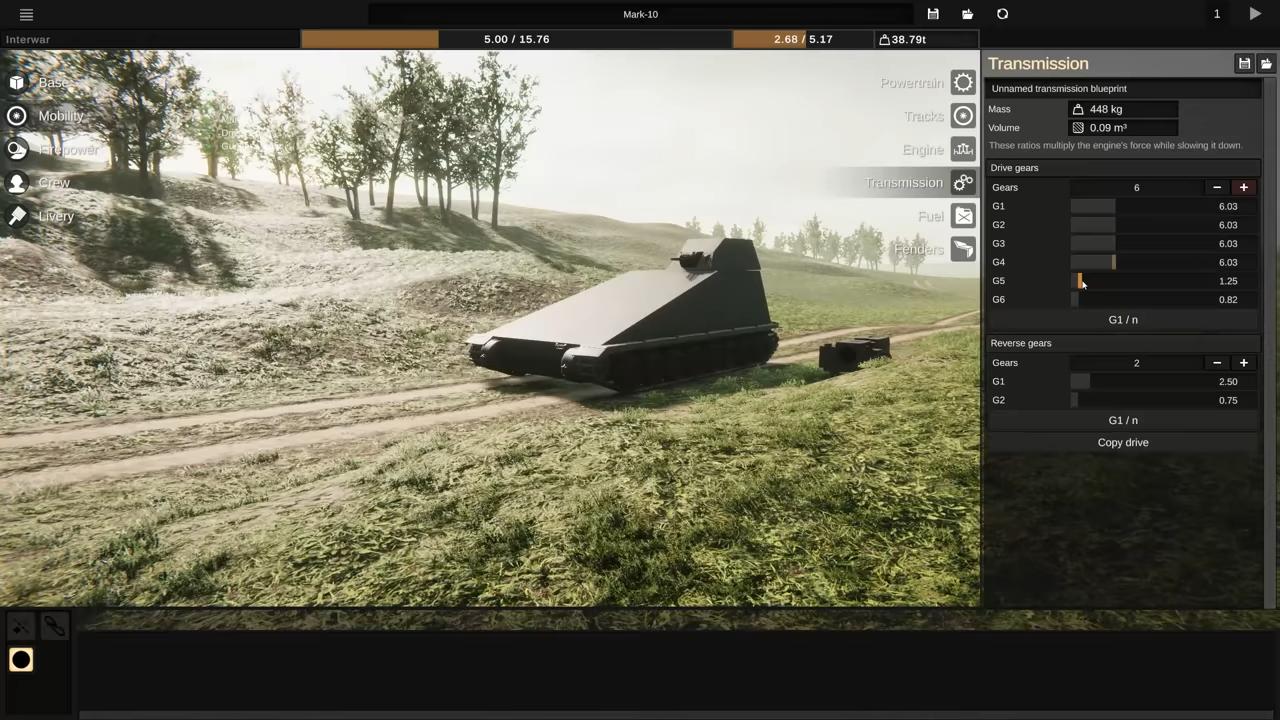 Mark-10
1
Interwar
5.00 / 15.76
2.68 / 5.17
38.79t
Base
Mobility
Firepower
Crew
Livery
Powertrain
Tracks
Engine
Transmission
Fuel
Fenders
Transmission
Unnamed transmission blueprint
Mass 448 kg
Volume 0.09 m³
These ratios multiply the engine's force while slowing it down.
Drive gears
Gears 6 − +
G1 6.03
G2 6.03
G3 6.03
G4 6.03
G5 1.25
G6 0.82
G1 / n
Reverse gears
Gears 2 − +
G1 2.50
G2 0.75
G1 / n
Copy drive